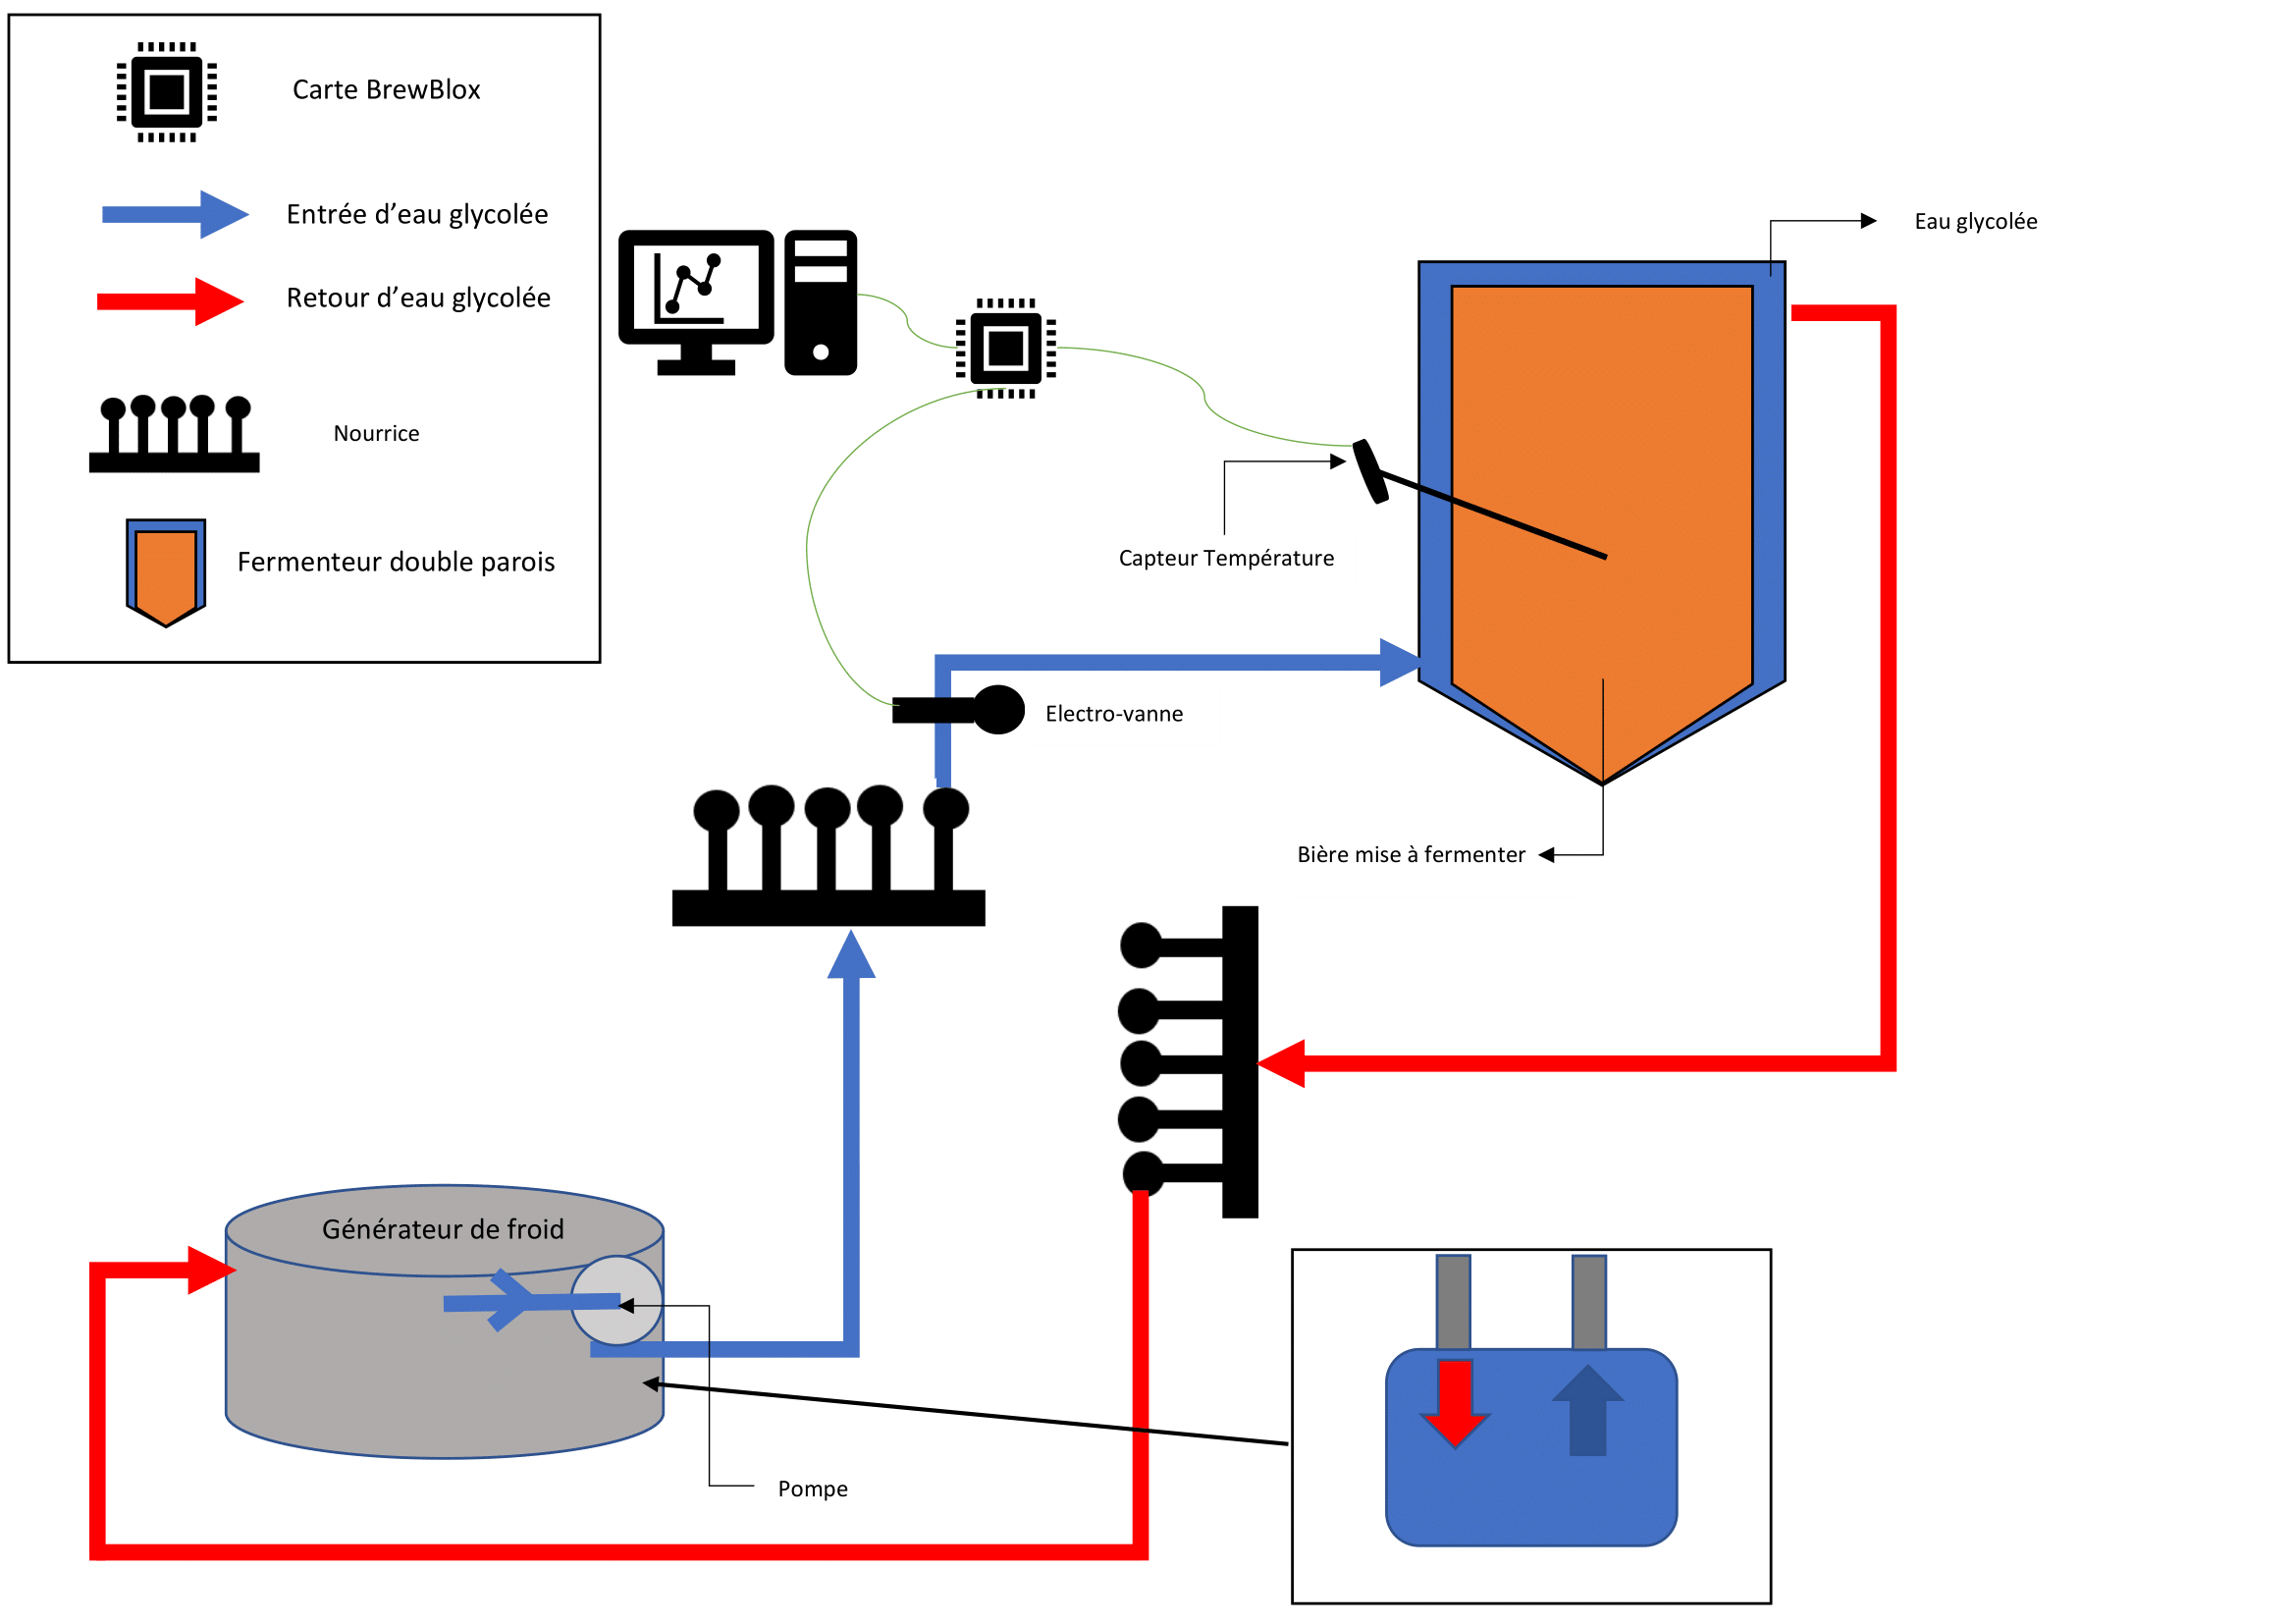 Carte BrewBlox
Entrée d’eau glycolée
Retour d’eau glycolée
Nourrice
Fermenteur double parois
Eau glycolée
Capteur Température
Electro-vanne
Bière mise à fermenter
Générateur de froid
Pompe